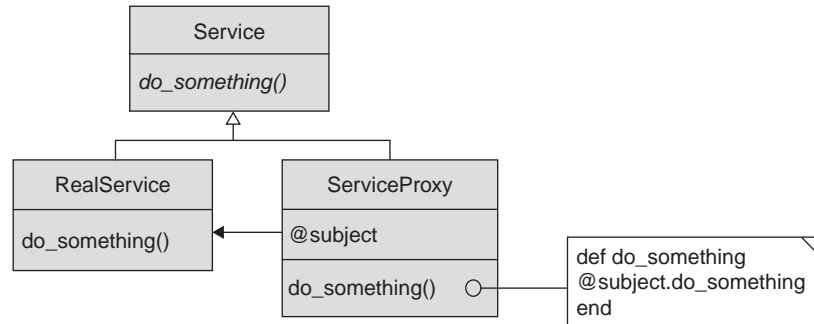 Service
do_something()
RealService
do_something()
ServiceProxy
@subject
do_something()
def do_something
@subject.do_something
end